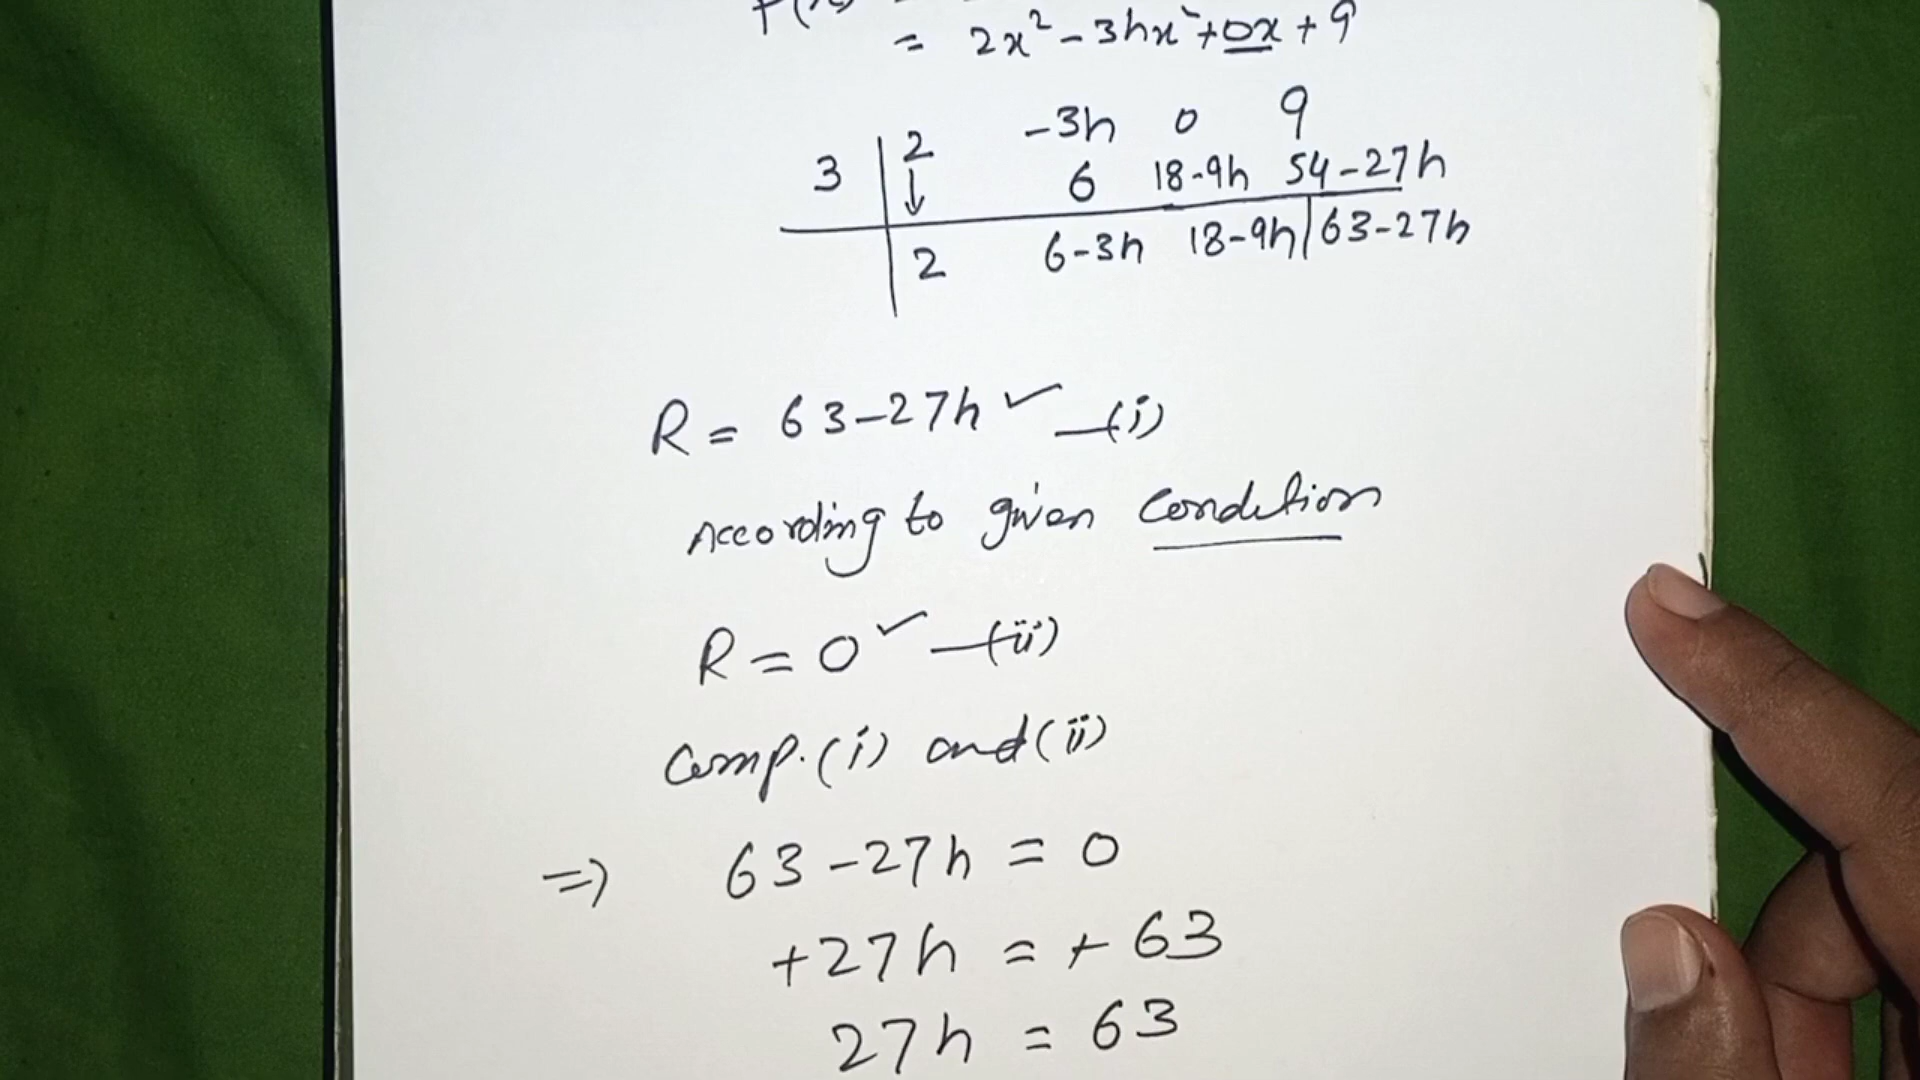 P(x) =
= 2x² - 3hx² + 0x + 9
-3h 0 9
3 | 2 6 18-9h 54-27h
↓
2 6-3h 18-9h | 63-27h
R = 63-27h ✓ —(i)
According to given Condition
R = 0 ✓ —(ii)
Comp. (i) and (ii)
⇒ 63-27h = 0
+27h = +63
27h = 63